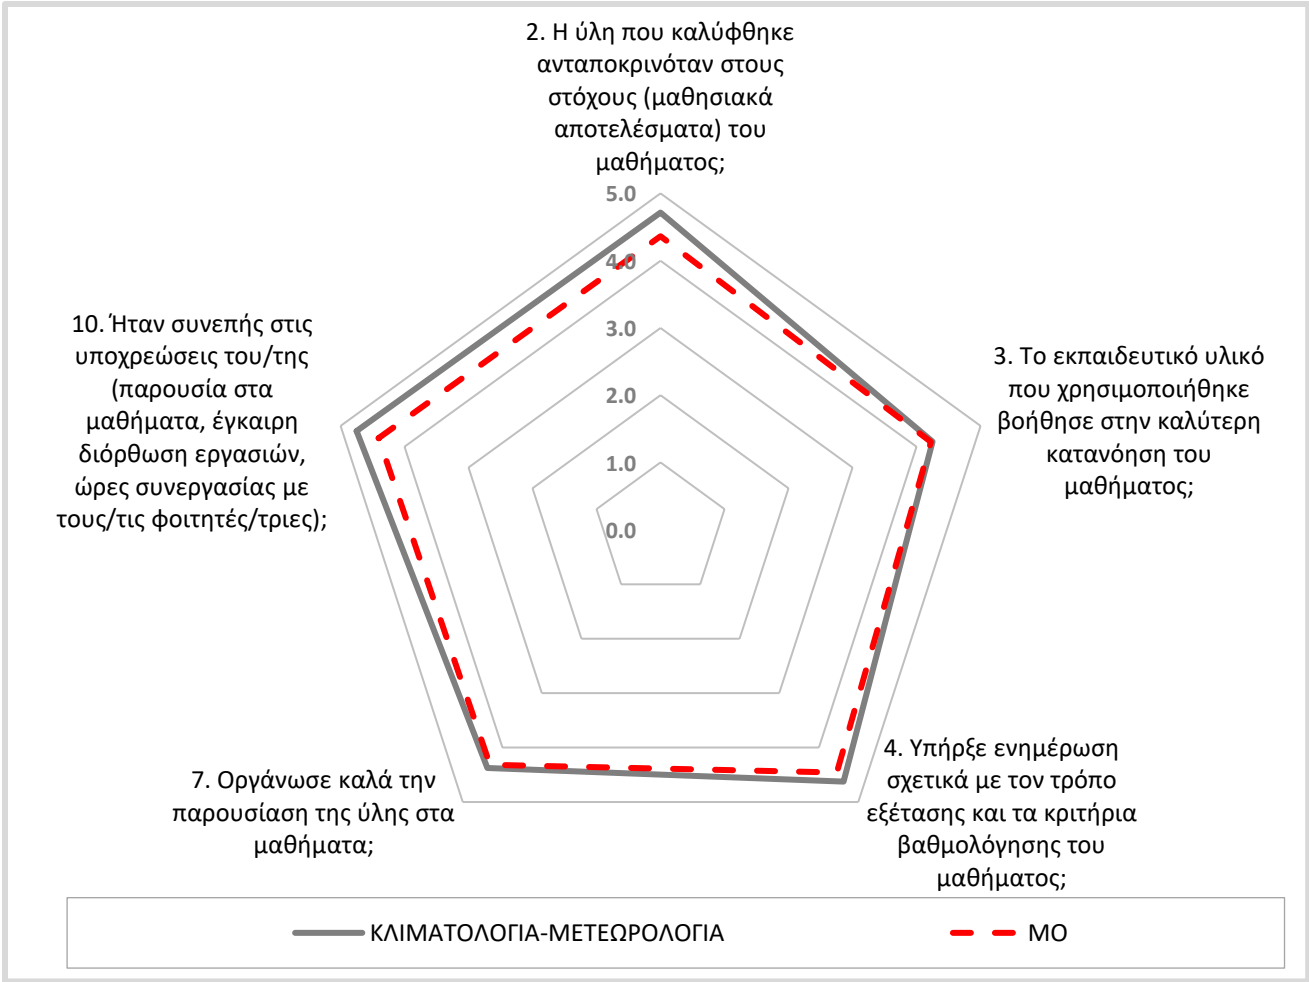 2. Η ύλη που καλύφθηκε
ανταποκρινόταν στους
στόχους (μαθησιακά
αποτελέσματα) του
μαθήματος;
5.0
4.0
3.0
2.0
1.0
0.0
3. Το εκπαιδευτικό υλικό
που χρησιμοποιήθηκε
βοήθησε στην καλύτερη
κατανόηση του
μαθήματος;
4. Υπήρξε ενημέρωση
σχετικά με τον τρόπο
εξέτασης και τα κριτήρια
βαθμολόγησης του
μαθήματος;
7. Οργάνωσε καλά την
παρουσίαση της ύλης στα
μαθήματα;
10. Ήταν συνεπής στις
υποχρεώσεις του/της
(παρουσία στα
μαθήματα, έγκαιρη
διόρθωση εργασιών,
ώρες συνεργασίας με
τους/τις φοιτητές/τριες);
ΚΛΙΜΑΤΟΛΟΓΙΑ-ΜΕΤΕΩΡΟΛΟΓΙΑ
ΜΟ